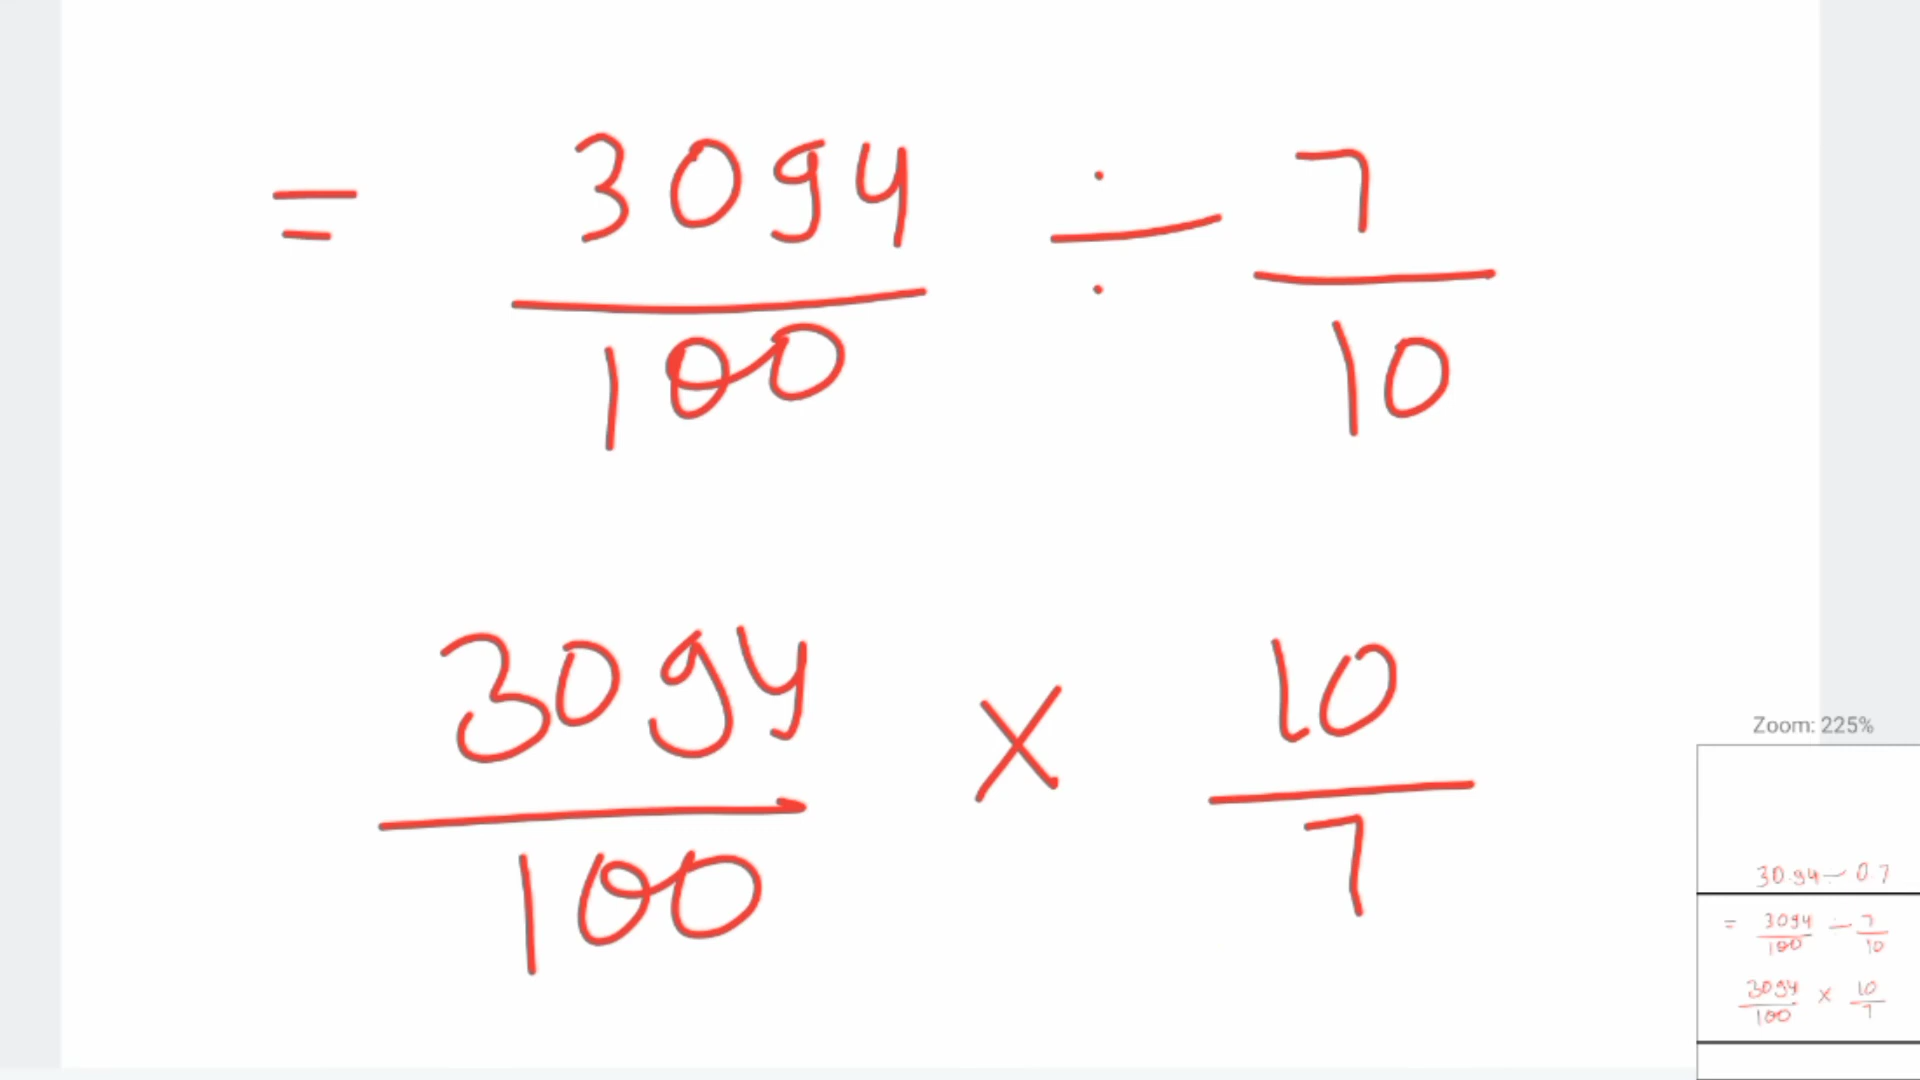 = 3094/100 ÷ 7/10
3094/100 × 10/7
Zoom: 225%
30.94 ÷ 0.7
= 3094/100 ÷ 7/10
3094/100 × 10/7